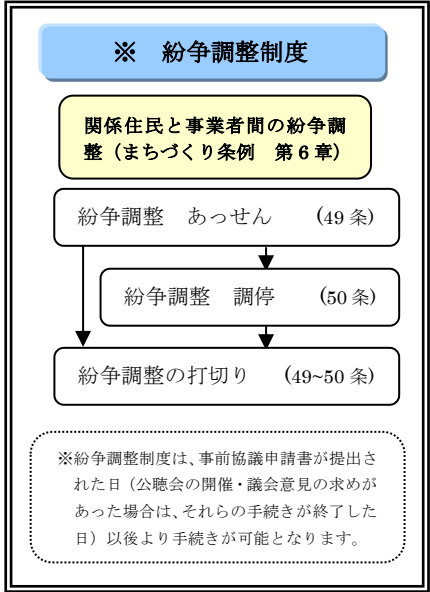 ※　紛争調整制度
関係住民と事業者間の紛争調
整（まちづくり条例　第６章）
紛争調整　あっせん　　(49 条)
紛争調整　調停　　(50 条)
紛争調整の打切り　　(49~50 条)
※紛争調整制度は、事前協議申請書が提出さ
れた日（公聴会の開催・議会意見の求めが
あった場合は、それらの手続きが終了した
日）以後より手続きが可能となります。